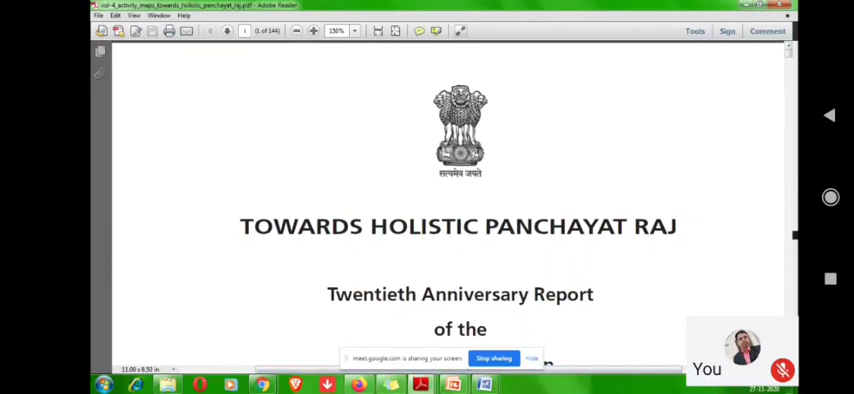 vol-4_activity_maps_towards_holistic_panchayat_raj.pdf - Adobe Reader
File Edit View Window Help
(1 of 144)
150%
Tools Sign Comment
सत्यमेव जयते
TOWARDS HOLISTIC PANCHAYAT RAJ
Twentieth Anniversary Report
of the
meet.google.com is sharing your screen.
Stop sharing
Hide
You
11.00 x 8.50 in
27-11-2020